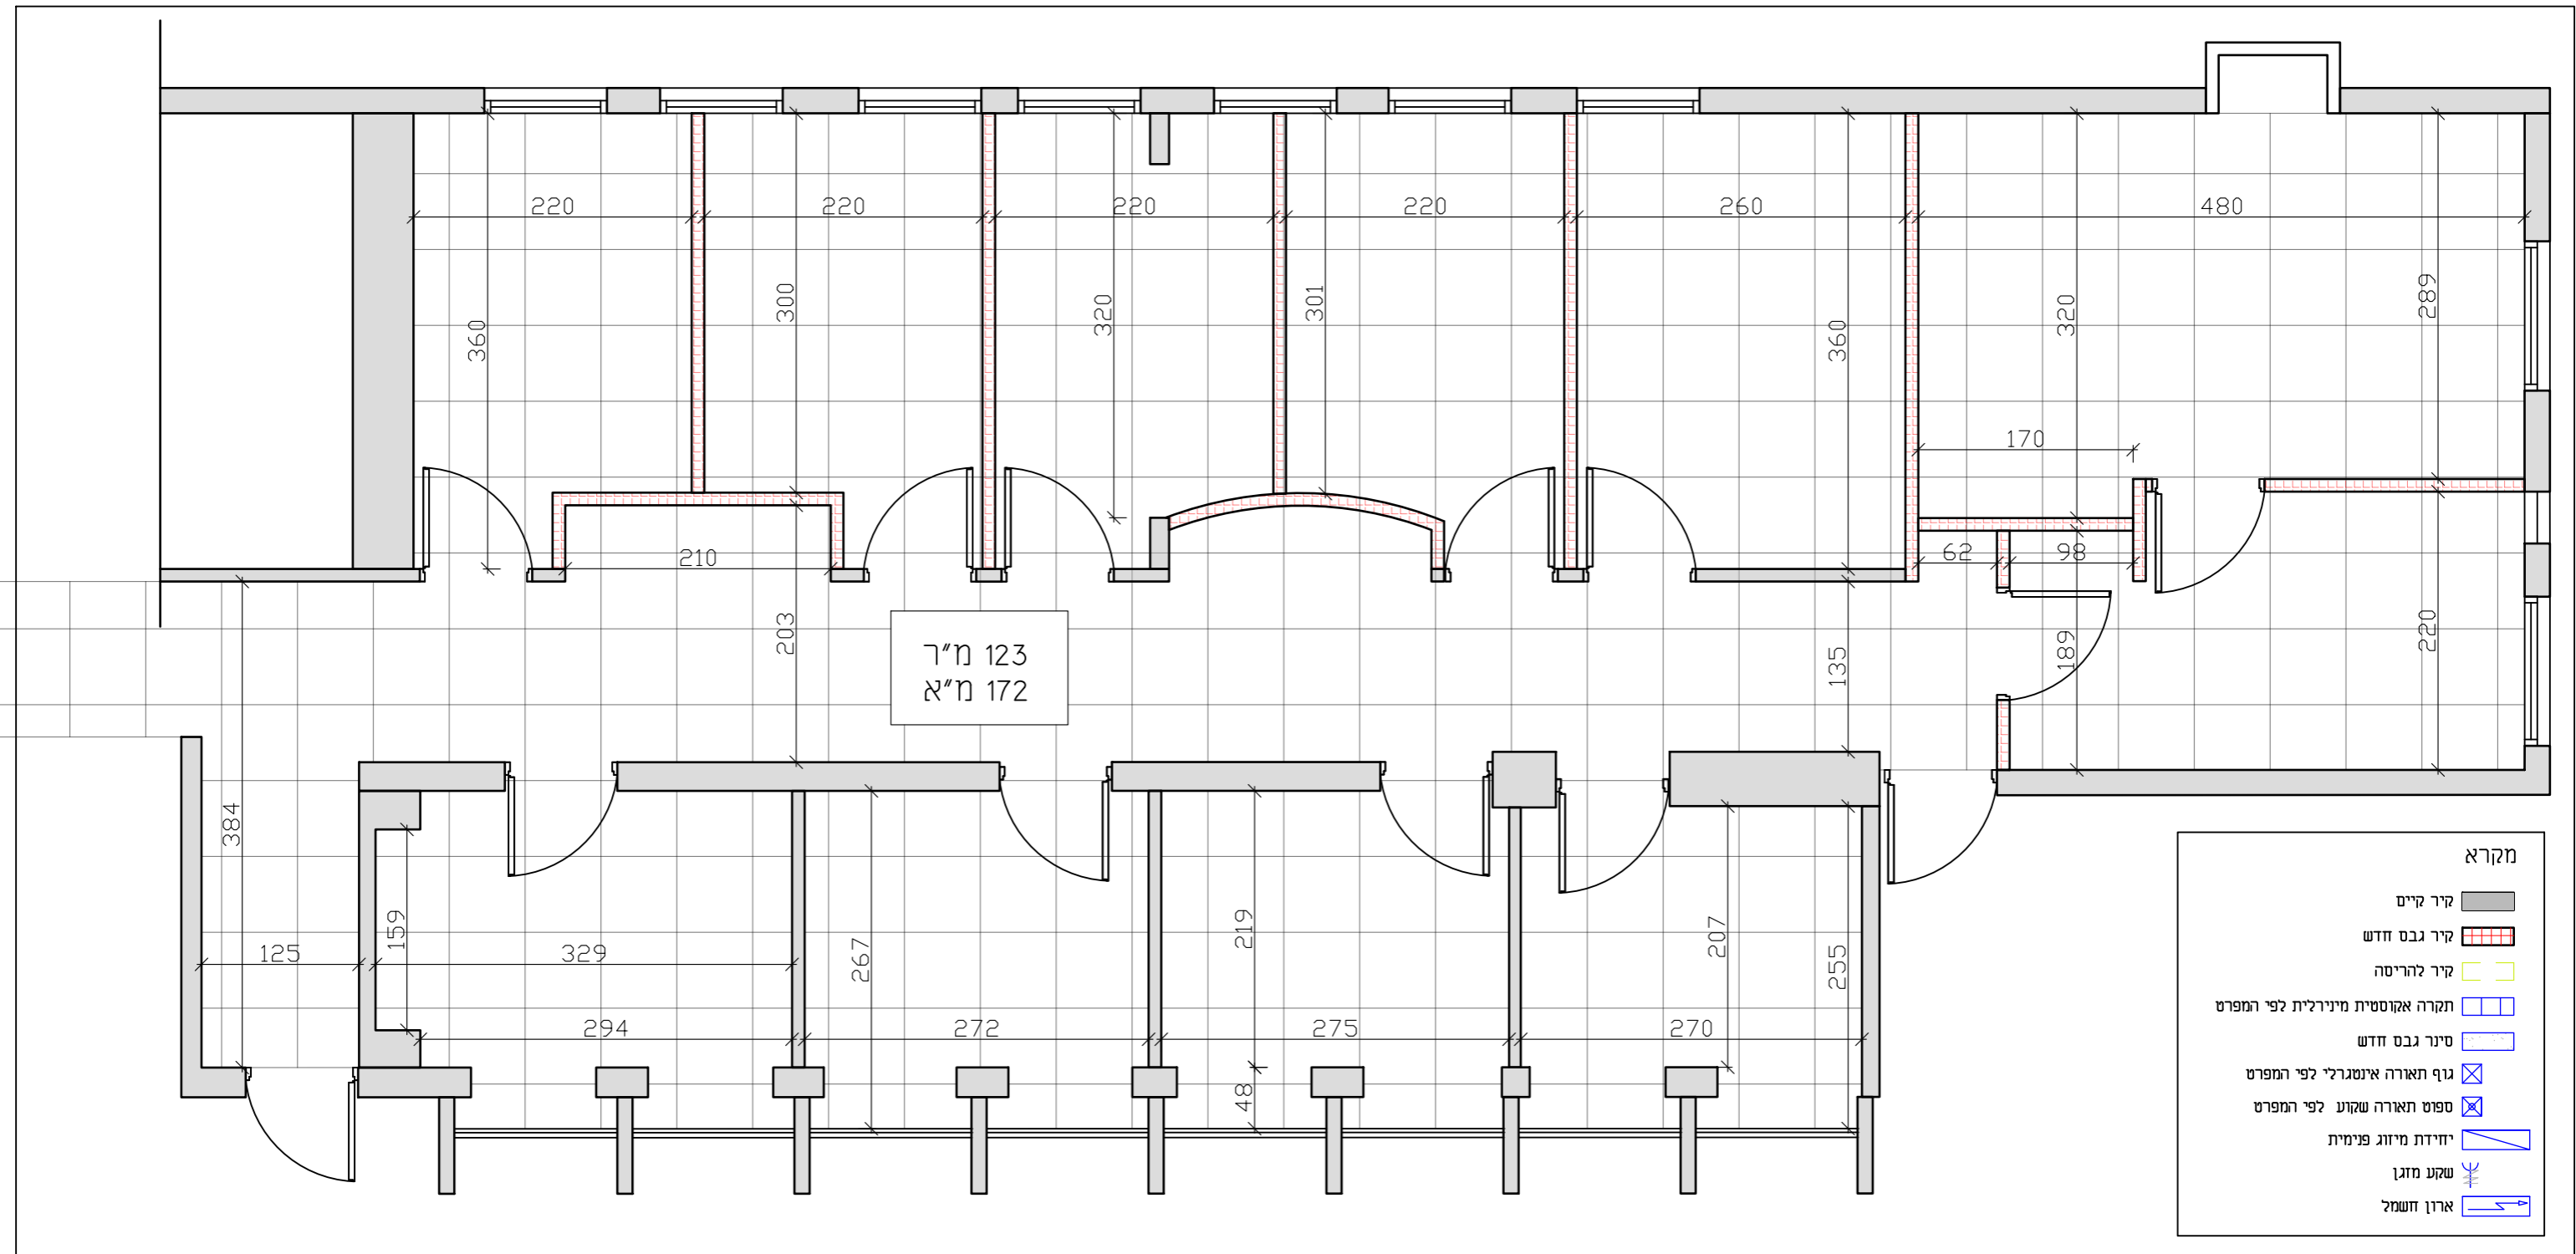 220
220
220
220
260
480
360
300
320
301
360
320
289
170
210
62
98
203
123 מ"ר
172 מ"א
135
189
220
384
125
159
329
267
219
207
255
294
272
275
270
48
מקרא
קיר קיים
קיר גבס חדש
קיר להריסה
תקרה אקוסטית מינירלית לפי המפרט
סינר גבס חדש
גוף תאורה אינטגרלי לפי המפרט
ספוט תאורה שקוע לפי המפרט
יחידת מיזוג פנימית
שקע מזגן
ארון חשמל